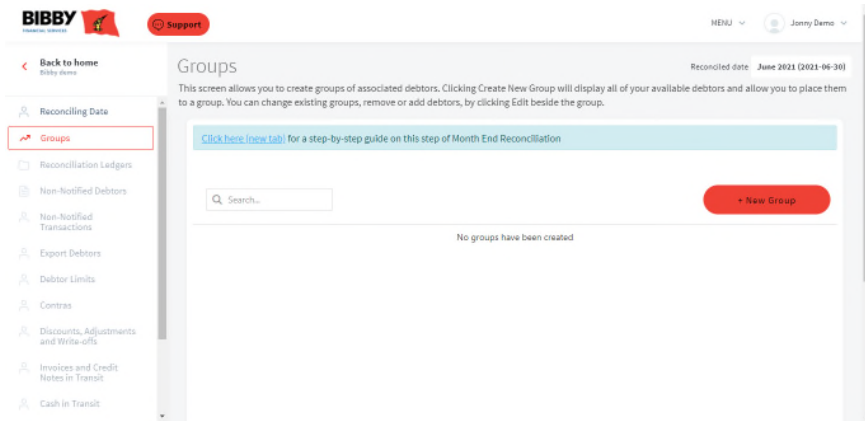 BIBBY
FINANCIAL SERVICES
Support
MENU
Jonny Demo
Back to home
Bibby demo
Reconciling Date
Groups
Reconciliation Ledgers
Non-Notified Debtors
Non-Notified
Transactions
Export Debtors
Debtor Limits
Contras
Discounts, Adjustments
and Write-offs
Invoices and Credit
Notes in Transit
Cash in Transit
Groups
Reconciled date June 2021 (2021-06-30)
This screen allows you to create groups of associated debtors. Clicking Create New Group will display all of your available debtors and allow you to place them
to a group. You can change existing groups, remove or add debtors, by clicking Edit beside the group.
Click here (new tab) for a step-by-step guide on this step of Month End Reconciliation
Search...
+ New Group
No groups have been created